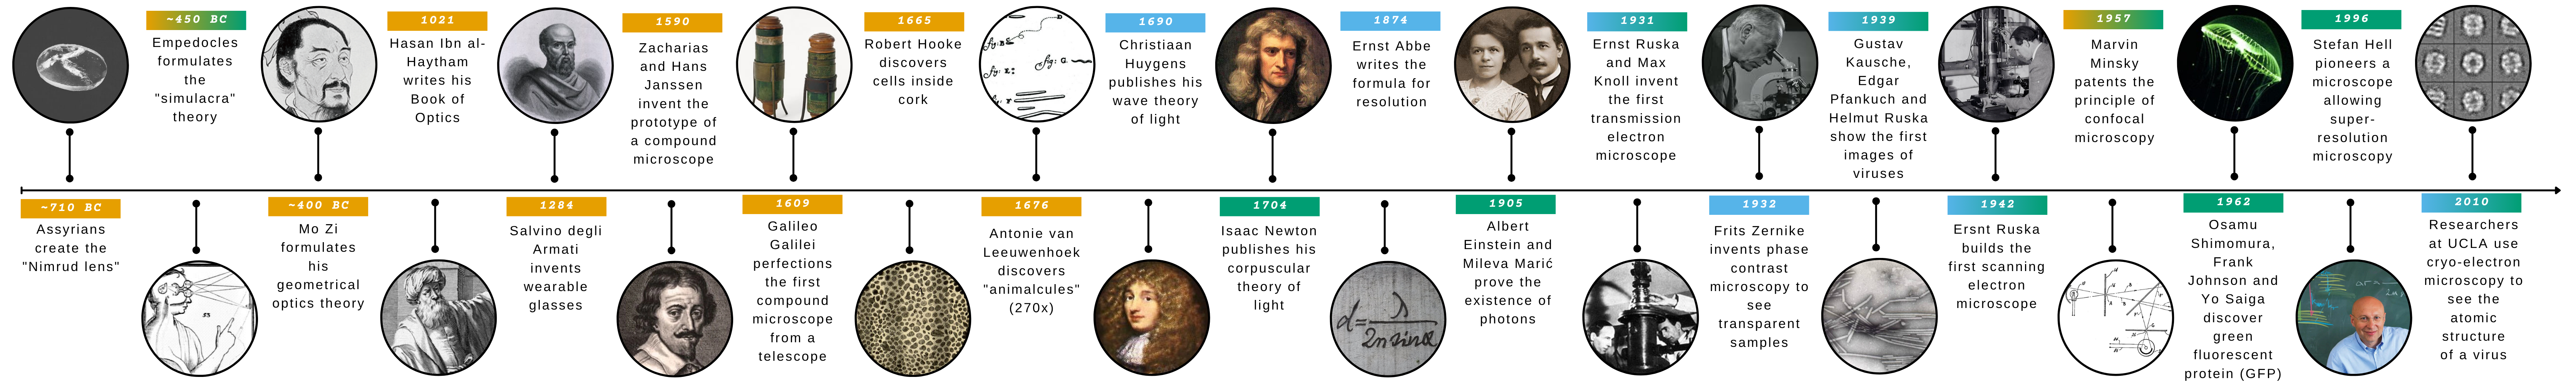 ~450 BC
Empedocles
formulates
the
"simulacra"
theory
1021
Hasan Ibn al-
Haytham
writes his
Book of
Optics
1590
Zacharias
and Hans
Janssen
invent the
prototype of
a compound
microscope
1665
Robert Hooke
discovers
cells inside
cork
1690
Christiaan
Huygens
publishes his
wave theory
of light
1874
Ernst Abbe
writes the
formula for
resolution
1931
Ernst Ruska
and Max
Knoll invent
the first
transmission
electron
microscope
1939
Gustav
Kausche,
Edgar
Pfankuch and
Helmut Ruska
show the first
images of
viruses
1957
Marvin
Minsky
patents the
principle of
confocal
microscopy
1996
Stefan Hell
pioneers a
microscope
allowing
super-
resolution
microscopy
~710 BC
Assyrians
create the
"Nimrud lens"
~400 BC
Mo Zi
formulates
his
geometrical
optics theory
1284
Salvino degli
Armati
invents
wearable
glasses
1609
Galileo
Galilei
perfections
the first
compound
microscope
from a
telescope
1676
Antonie van
Leeuwenhoek
discovers
"animalcules"
(270x)
1704
Isaac Newton
publishes his
corpuscular
theory of
light
d=λ
2n sinα
1905
Albert
Einstein and
Mileva Marić
prove the
existence of
photons
1932
Frits Zernike
invents phase
contrast
microscopy to
see
transparent
samples
1942
Ersnt Ruska
builds the
first scanning
electron
microscope
1962
Osamu
Shimomura,
Frank
Johnson and
Yo Saiga
discover
green
fluorescent
protein (GFP)
2010
Researchers
at UCLA use
cryo-electron
microscopy to
see the
atomic
structure
of a virus